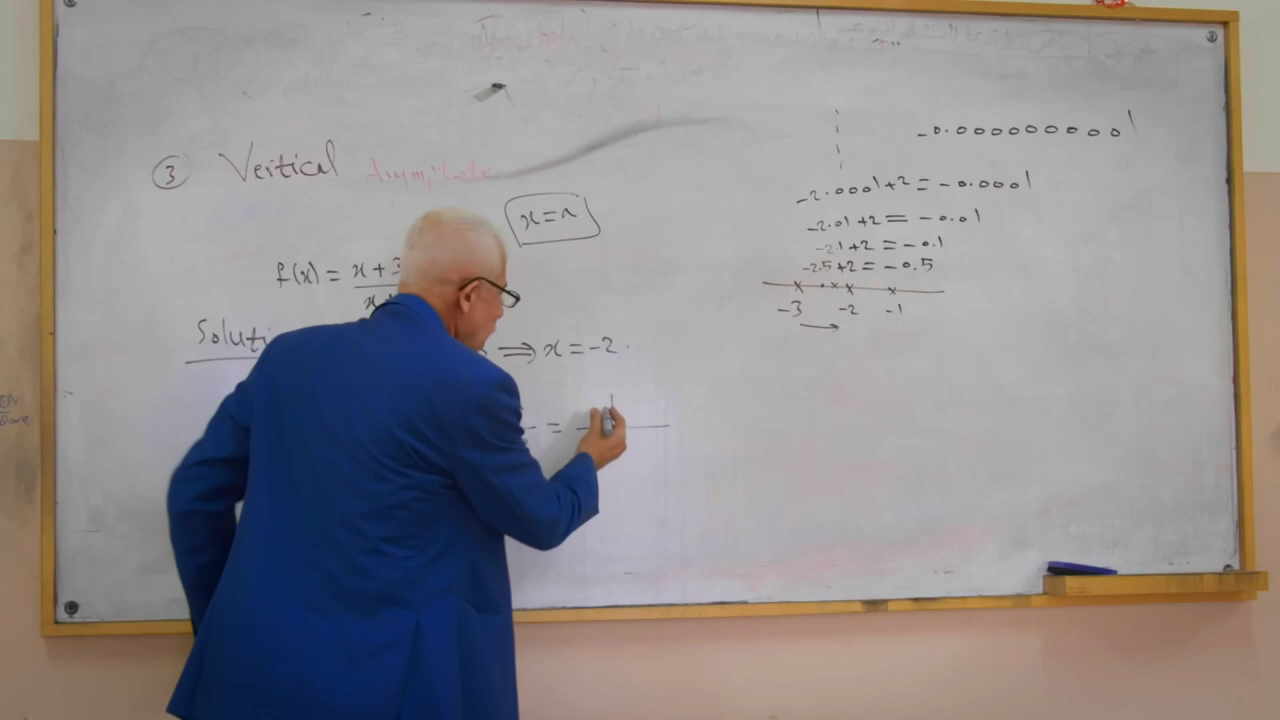 ③ Vertical Asymptote
x = a
f(x) = x+3
x+
Soluti
⟹ x = -2
=
-0.0000000001
-2.0001+2 = -0.0001
-2.01+2 = -0.01
-2.1+2 = -0.1
-2.5+2 = -0.5
-3 -2 -1